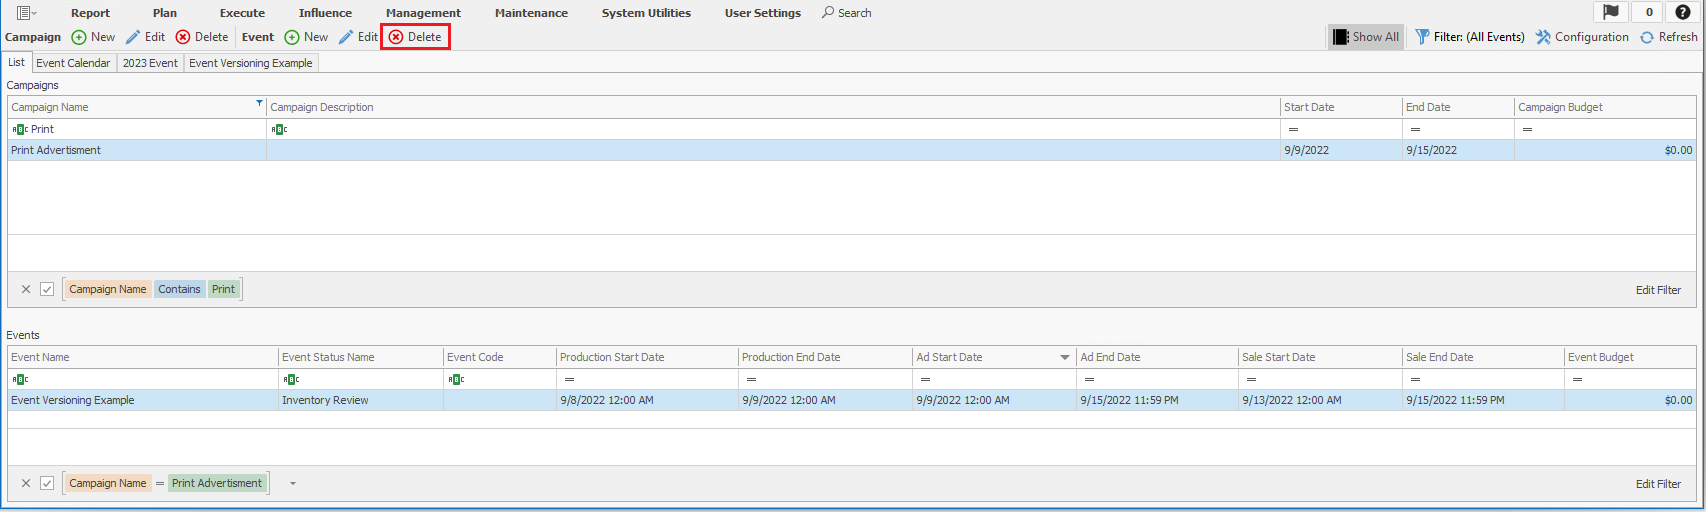 Report Plan Execute Influence Management Maintenance System Utilities User Settings Search 0 ?
Campaign New Edit Delete Event New Edit Delete Show All Filter: (All Events) Configuration Refresh
List Event Calendar 2023 Event Event Versioning Example
Campaigns
Campaign Name Campaign Description Start Date End Date Campaign Budget
ABC Print ABC = = =
Print Advertisment 9/9/2022 9/15/2022 $0.00
Campaign Name Contains Print Edit Filter
Events
Event Name Event Status Name Event Code Production Start Date Production End Date Ad Start Date Ad End Date Sale Start Date Sale End Date Event Budget
ABC ABC ABC = = = = = = =
Event Versioning Example Inventory Review 9/8/2022 12:00 AM 9/9/2022 12:00 AM 9/9/2022 12:00 AM 9/15/2022 11:59 PM 9/13/2022 12:00 AM 9/15/2022 11:59 PM $0.00
Campaign Name = Print Advertisment Edit Filter